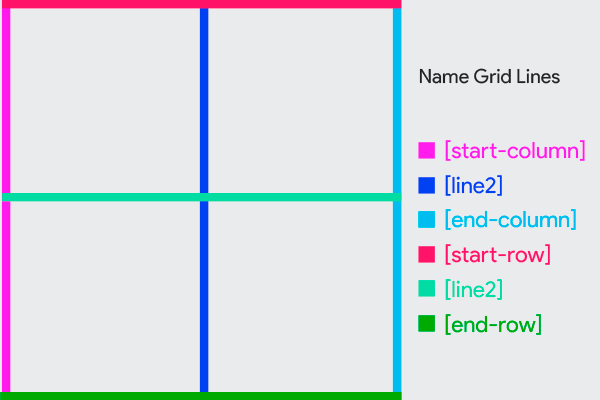 Name Grid Lines
[start-column]
[line2]
[end-column]
[start-row]
[line2]
[end-row]